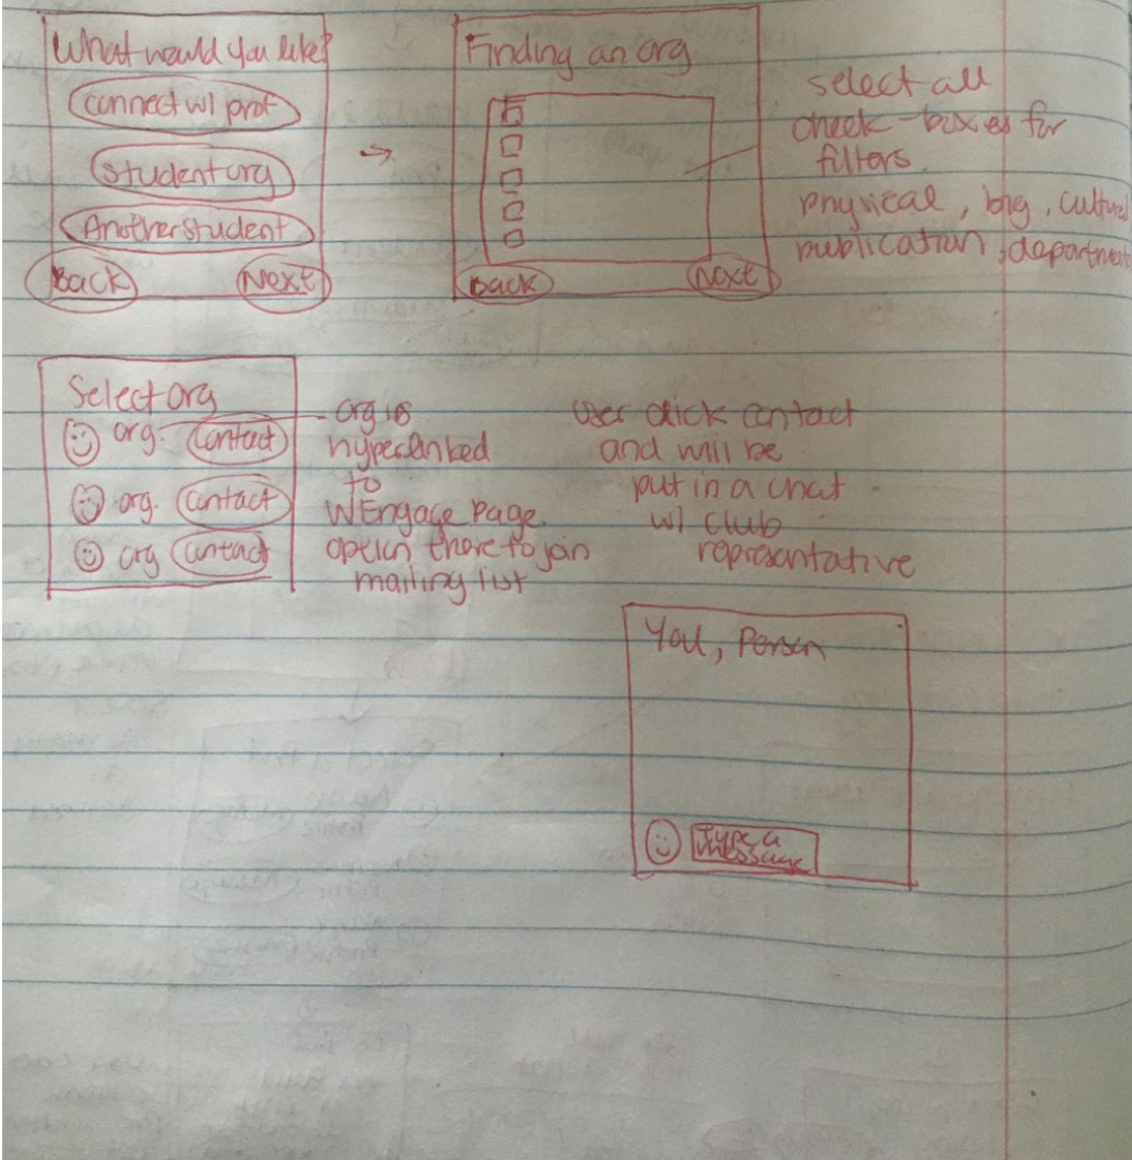 What would you like?
connect w/ prof
student org
Another student
Back
Next
Finding an org
Back
Next
select all
check-boxes for
filters.
physical, big, cultural
publication, department
Select org
org. contact
org. contact
org contact
org is
hyperlinked
to
WEngage page.
option there to join
mailing list
user click contact
and will be
put in a chat
w/ club
representative
You, Person
Type a
message